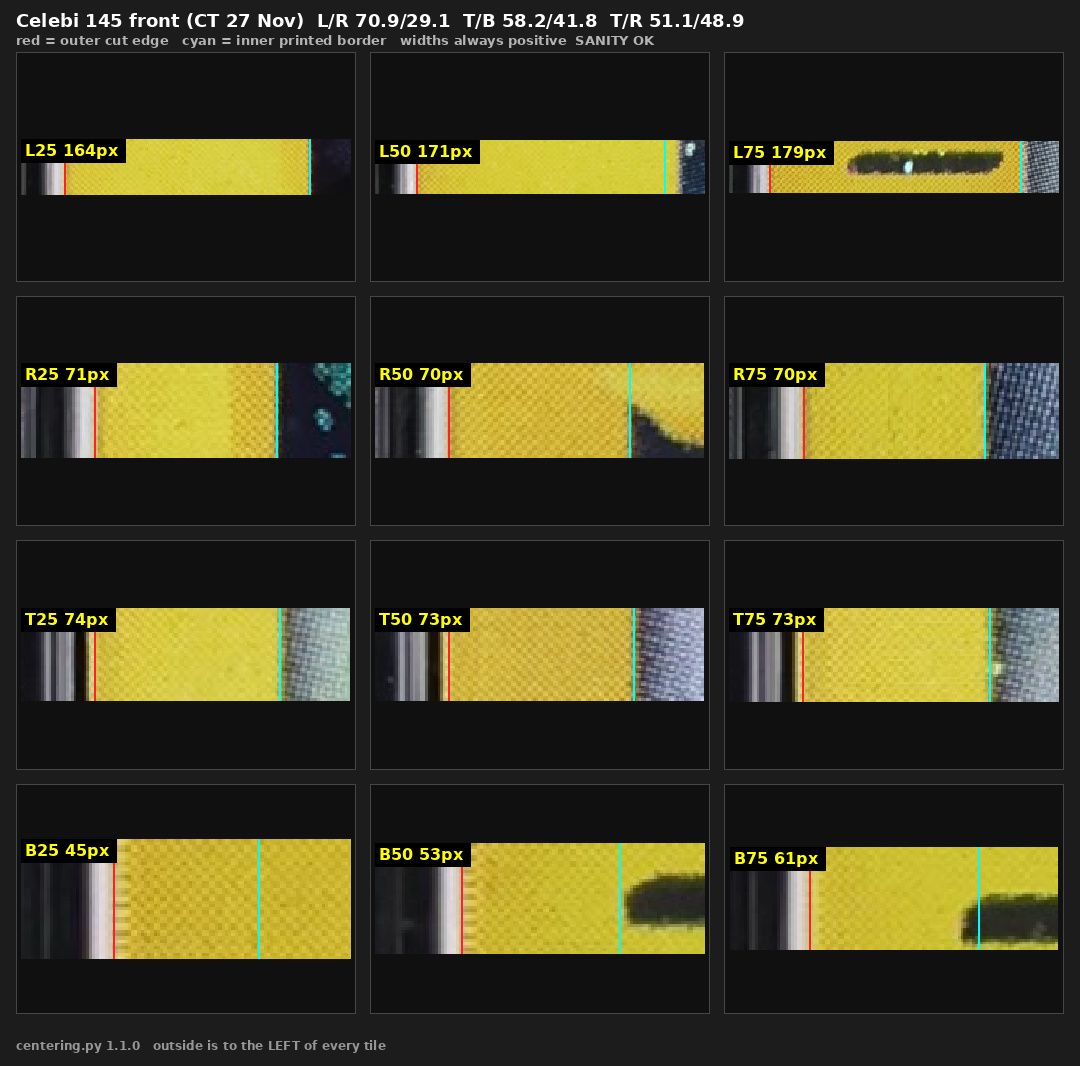 Celebi 145 front (CT 27 Nov)  L/R 70.9/29.1  T/B 58.2/41.8  T/R 51.1/48.9
red = outer cut edge   cyan = inner printed border   widths always positive  SANITY OK
L25 164px
L50 171px
L75 179px
R25 71px
R50 70px
R75 70px
T25 74px
T50 73px
T75 73px
B25 45px
B50 53px
B75 61px
centering.py 1.1.0   outside is to the LEFT of every tile